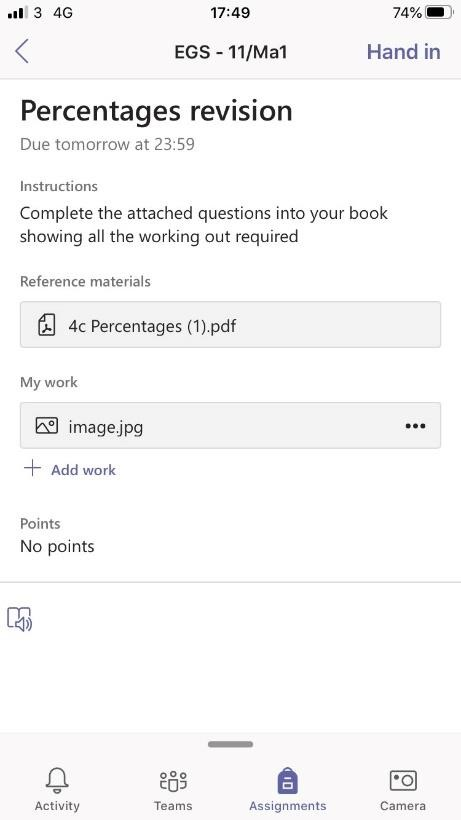 3 4G 17:49 74%
EGS - 11/Ma1 Hand in
Percentages revision
Due tomorrow at 23:59
Instructions
Complete the attached questions into your book
showing all the working out required
Reference materials
4c Percentages (1).pdf
My work
image.jpg
Add work
Points
No points
Activity Teams Assignments Camera